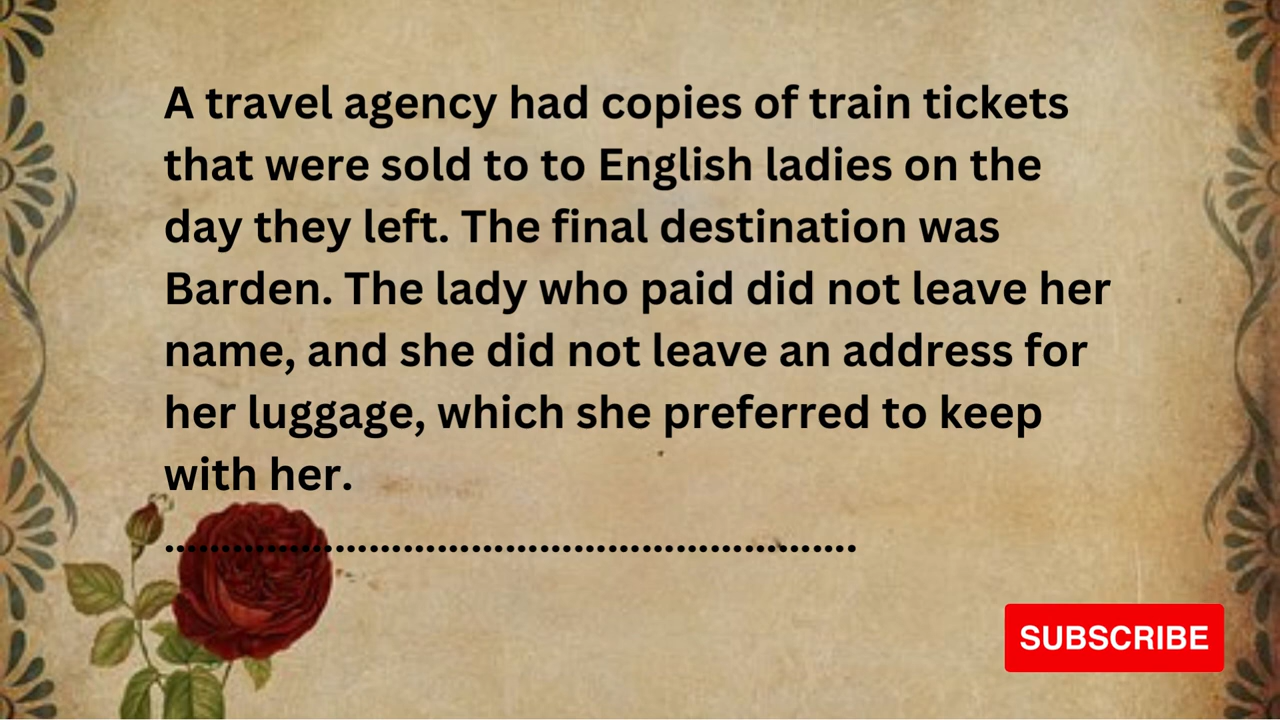 A travel agency had copies of train tickets
that were sold to to English ladies on the
day they left. The final destination was
Barden. The lady who paid did not leave her
name, and she did not leave an address for
her luggage, which she preferred to keep
with her.
.............................................................
SUBSCRIBE